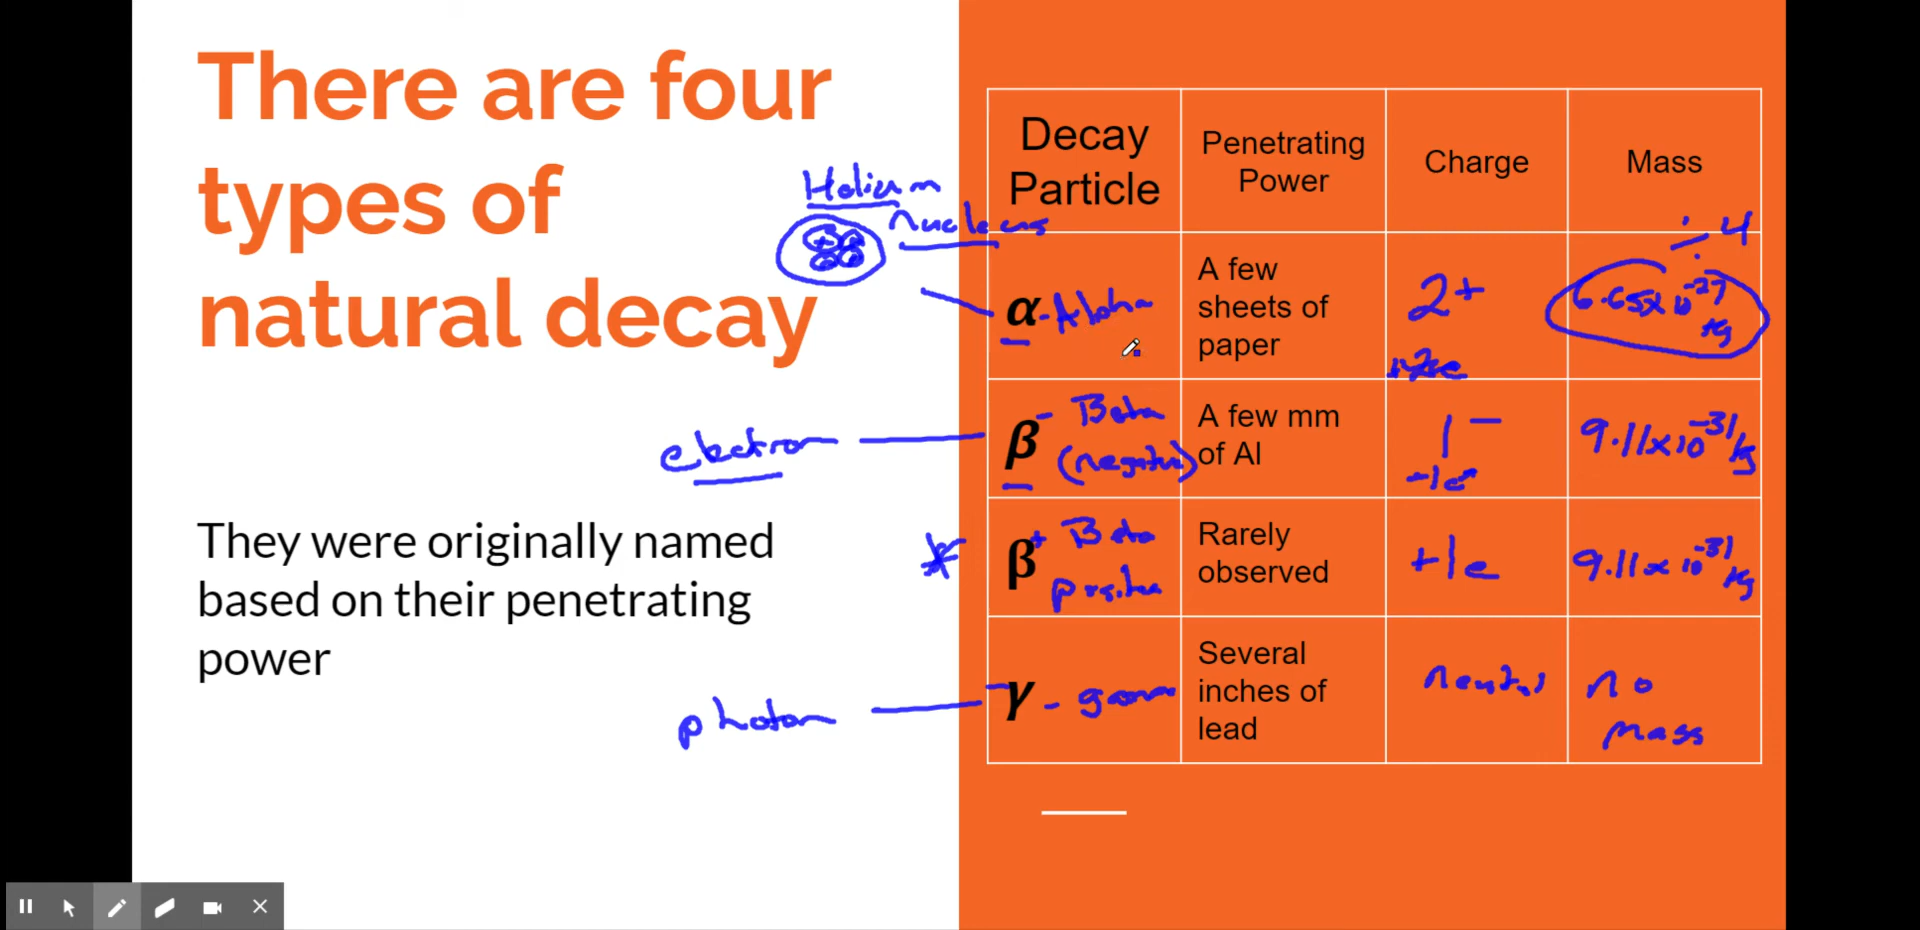 There are four
types of
natural decay
They were originally named
based on their penetrating
power
Helium
nucleus
electron
photon
Decay
Particle
Penetrating
Power
Charge
Mass
÷ 4
α - Alpha
A few
sheets of
paper
2+
6.65x10^-27
kg
β - Beta
(negative)
A few mm
of Al
1-
-1e
9.11x10^-31 kg
* β+ Beta
positive
Rarely
observed
+1e
9.11x10^-31 kg
γ - gamma
Several
inches of
lead
neutral
no
mass